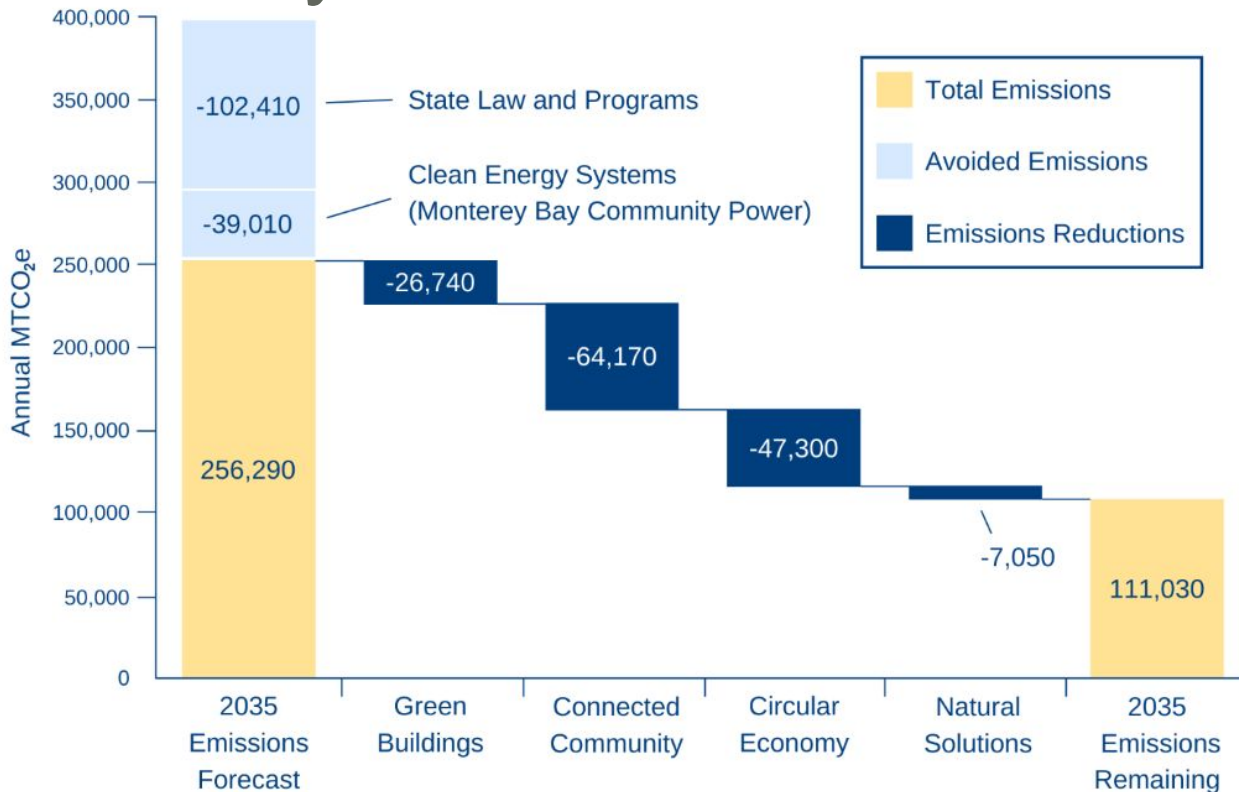 400,000
350,000
300,000
250,000
200,000
150,000
100,000
50,000
0
Annual MTCO₂e
-102,410
State Law and Programs
-39,010
Clean Energy Systems
(Monterey Bay Community Power)
256,290
-26,740
-64,170
-47,300
-7,050
111,030
Total Emissions
Avoided Emissions
Emissions Reductions
2035
Emissions
Forecast
Green
Buildings
Connected
Community
Circular
Economy
Natural
Solutions
2035
Emissions
Remaining